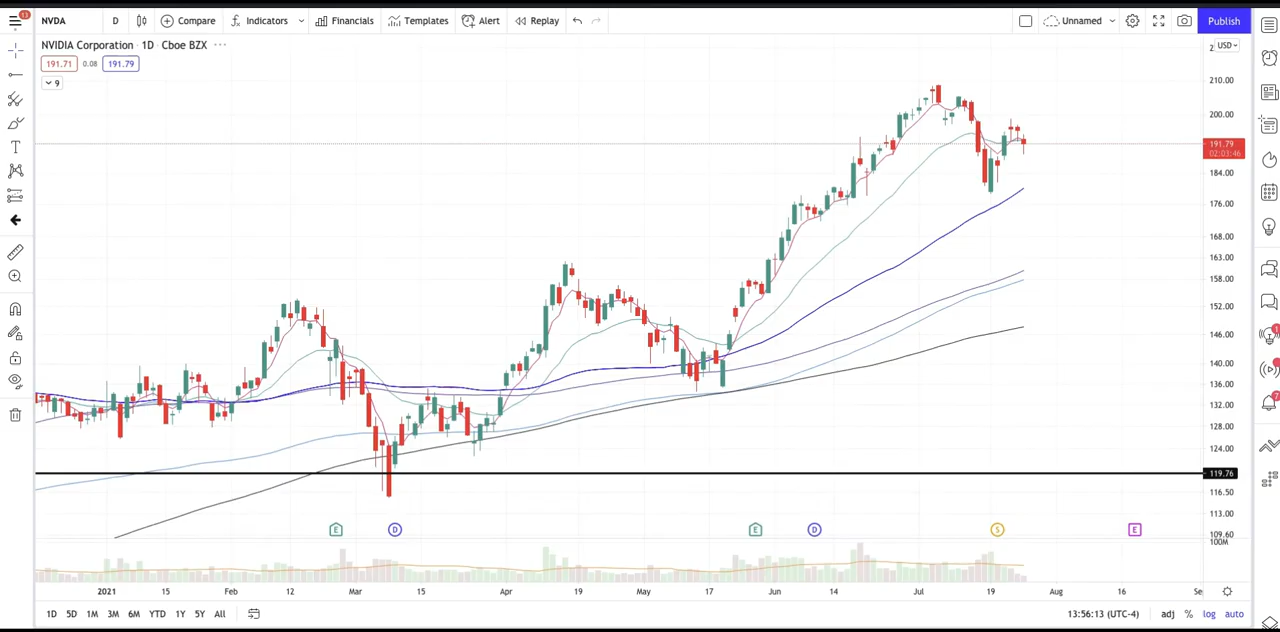 13
NVDA D Compare Indicators Financials Templates Alert Replay Unnamed Publish
NVIDIA Corporation · 1D · Cboe BZX ···
USD
191.71 0.08 191.79
9
210.00
200.00
191.79
02:03:46
184.00
176.00
168.00
163.00
158.00
152.00
146.00
140.00
136.00
132.00
128.00
124.00
119.76
116.50
113.00
109.60
100M
E D E D S E
2021 15 Feb 12 Mar 15 Apr 19 May 17 Jun 14 Jul 19 Aug 16 Se
1D 5D 1M 3M 6M YTD 1Y 5Y All 13:56:13 (UTC-4) adj % log auto